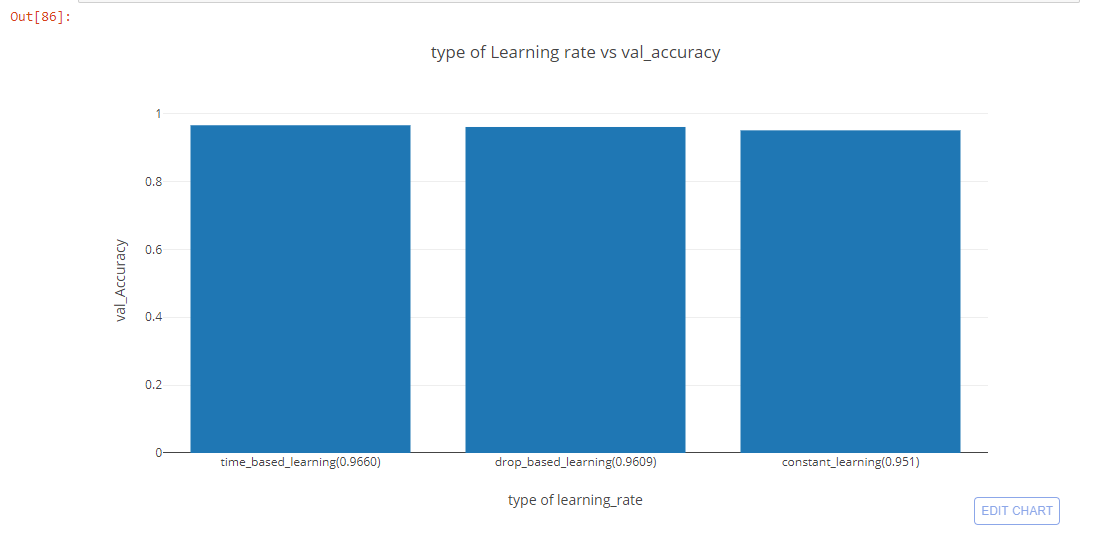 Out[86]:
type of Learning rate vs val_accuracy
1
0.8
0.6
0.4
0.2
0
val_Accuracy
time_based_learning(0.9660)
drop_based_learning(0.9609)
constant_learning(0.951)
type of learning_rate
EDIT CHART